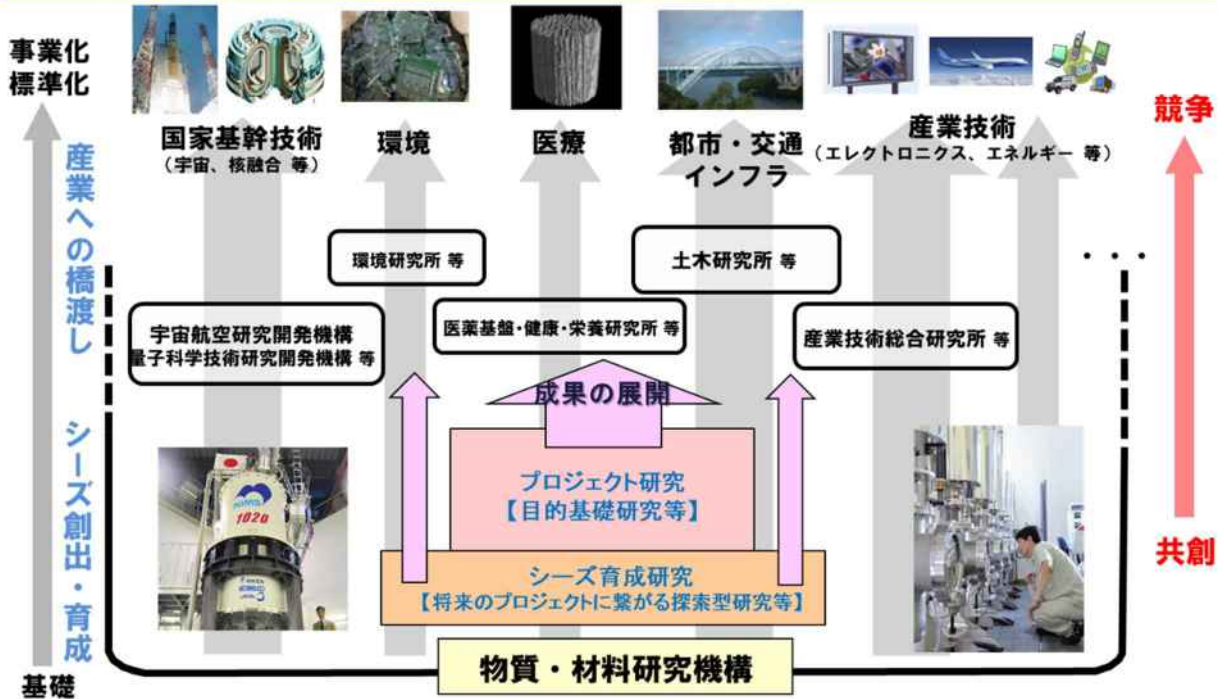 事業化
標準化
競争
国家基幹技術
（宇宙、核融合 等）
環境
医療
都市・交通
インフラ
産業技術
（エレクトロニクス、エネルギー 等）
産業への橋渡し
環境研究所 等
土木研究所 等
・・・
宇宙航空研究開発機構
量子科学技術研究開発機構 等
医薬基盤・健康・栄養研究所 等
産業技術総合研究所 等
成果の展開
シーズ創出・育成
1020
プロジェクト研究
【目的基礎研究等】
シーズ育成研究
【将来のプロジェクトに繋がる探索型研究等】
共創
物質・材料研究機構
基礎